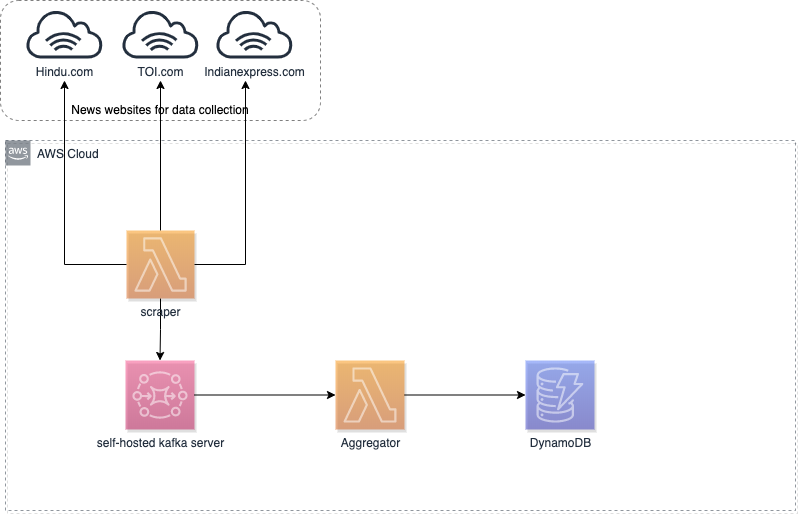 Hindu.com
TOI.com
Indianexpress.com
News websites for data collection
aws
AWS Cloud
scraper
self-hosted kafka server
Aggregator
DynamoDB